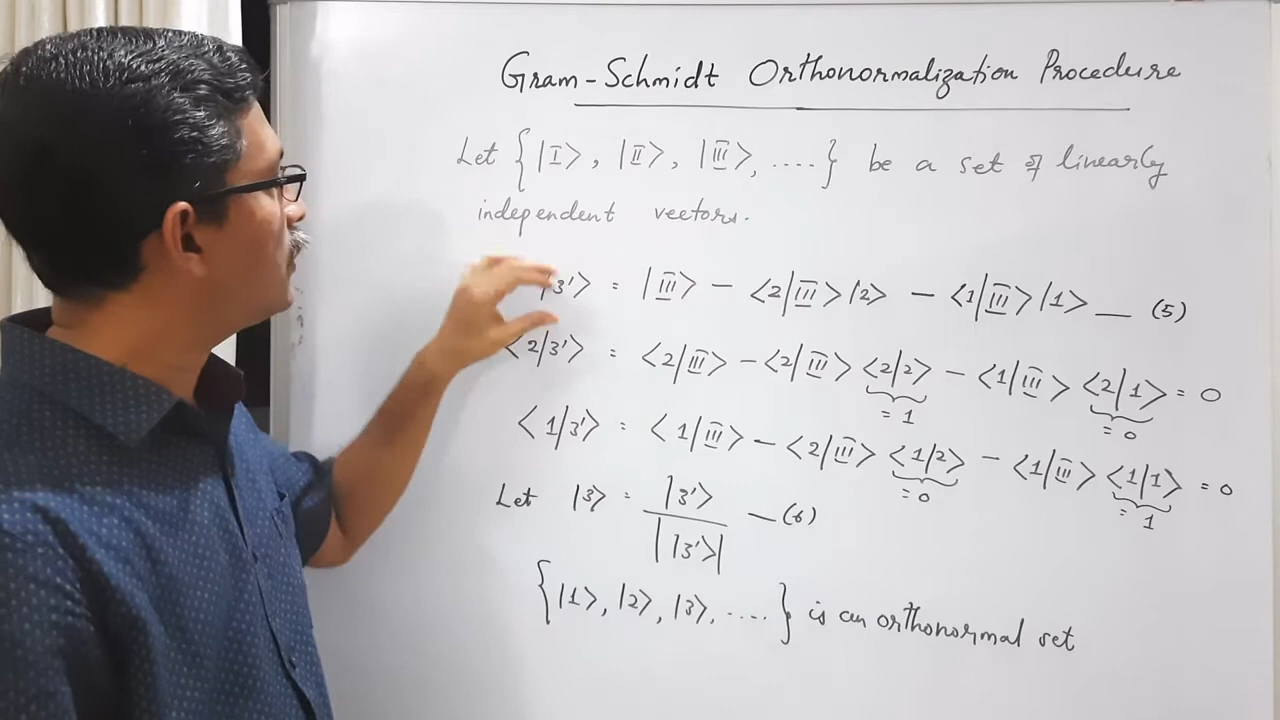 Gram-Schmidt Orthonormalization Procedure
Let {|I⟩, |II⟩, |III⟩, ....} be a set of linearly
independent vectors.
|3'⟩ = |III⟩ - ⟨2|III⟩|2⟩ - ⟨1|III⟩|1⟩ — (5)
⟨2|3'⟩ = ⟨2|III⟩ - ⟨2|III⟩ ⟨2|2⟩ - ⟨1|III⟩ ⟨2|1⟩ = 0
= 1 = 0
⟨1|3'⟩ = ⟨1|III⟩ - ⟨2|III⟩ ⟨1|2⟩ - ⟨1|III⟩ ⟨1|1⟩ = 0
= 0 = 1
Let |3⟩ = |3'⟩ / ||3'⟩| — (6)
{|1⟩, |2⟩, |3⟩, ....} is an orthonormal set